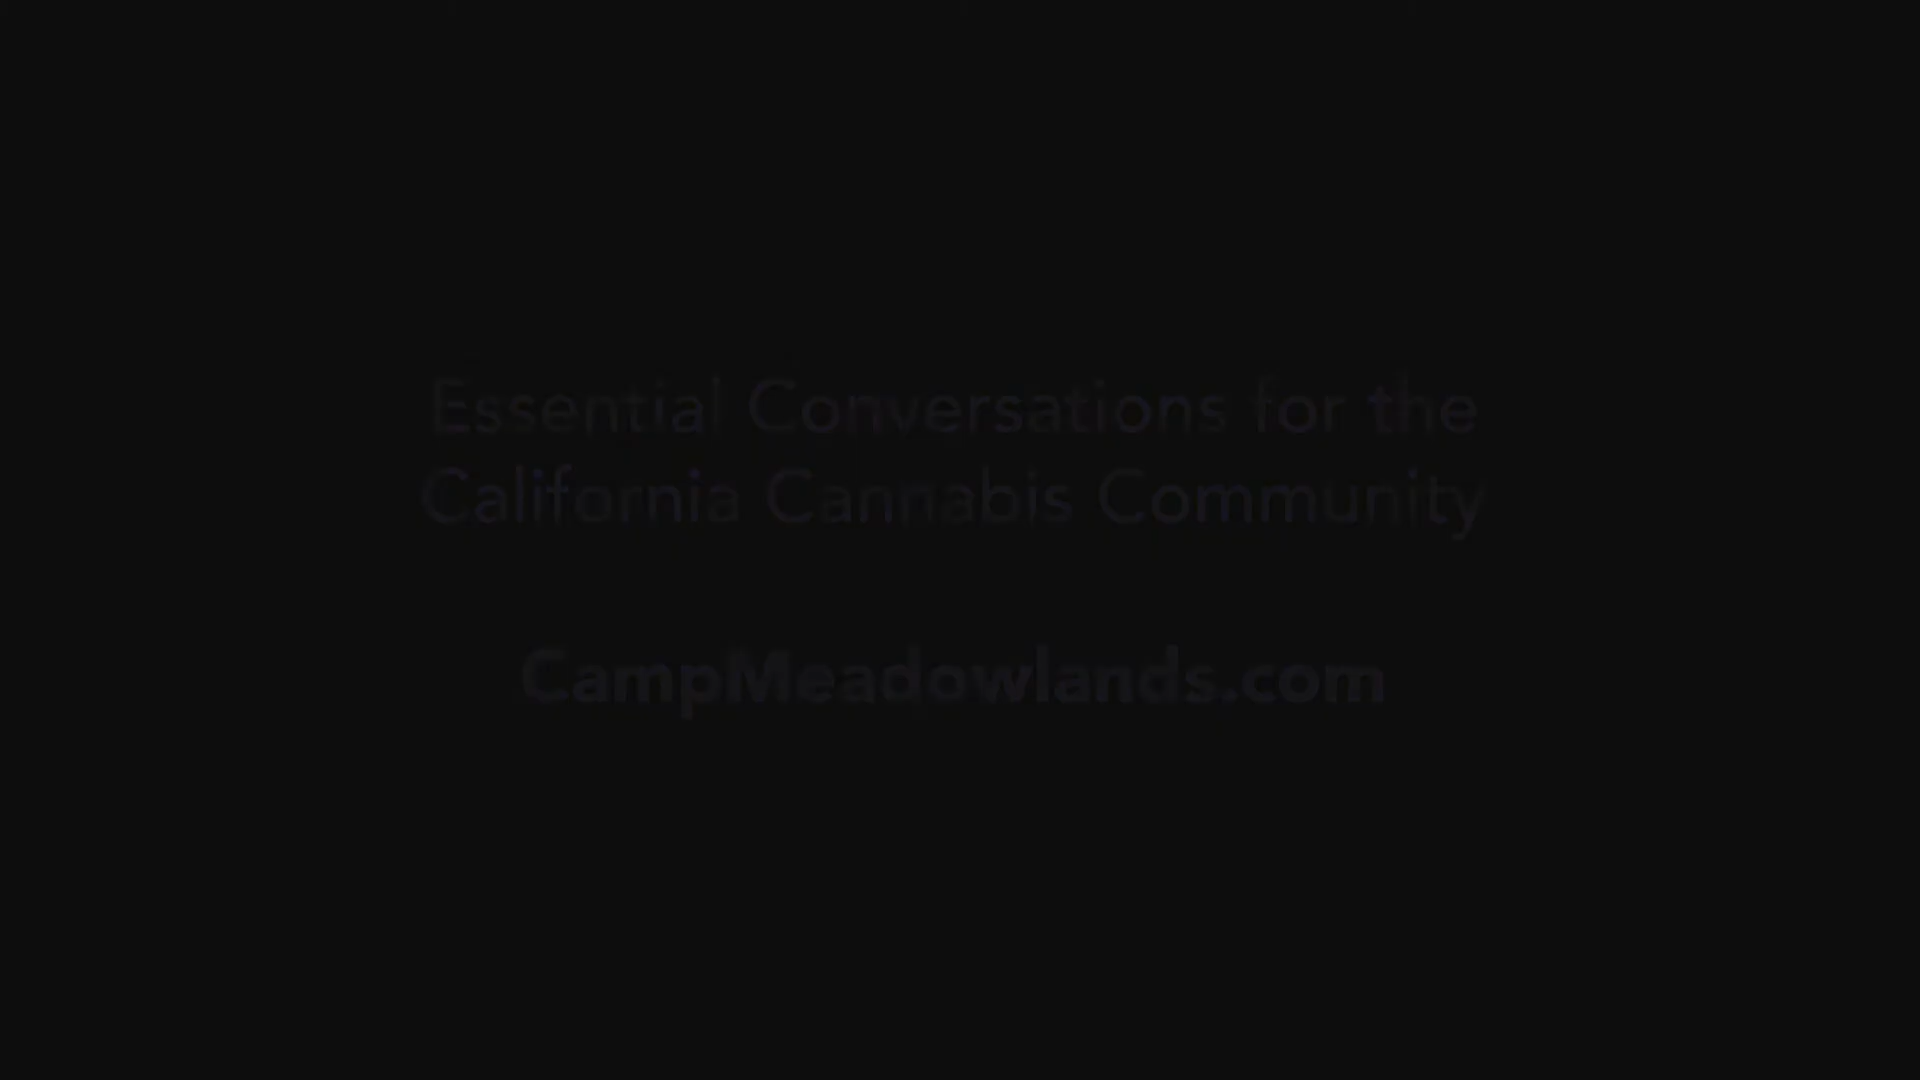 Essential Conversations for the
California Cannabis Community
CampMeadowlands.com